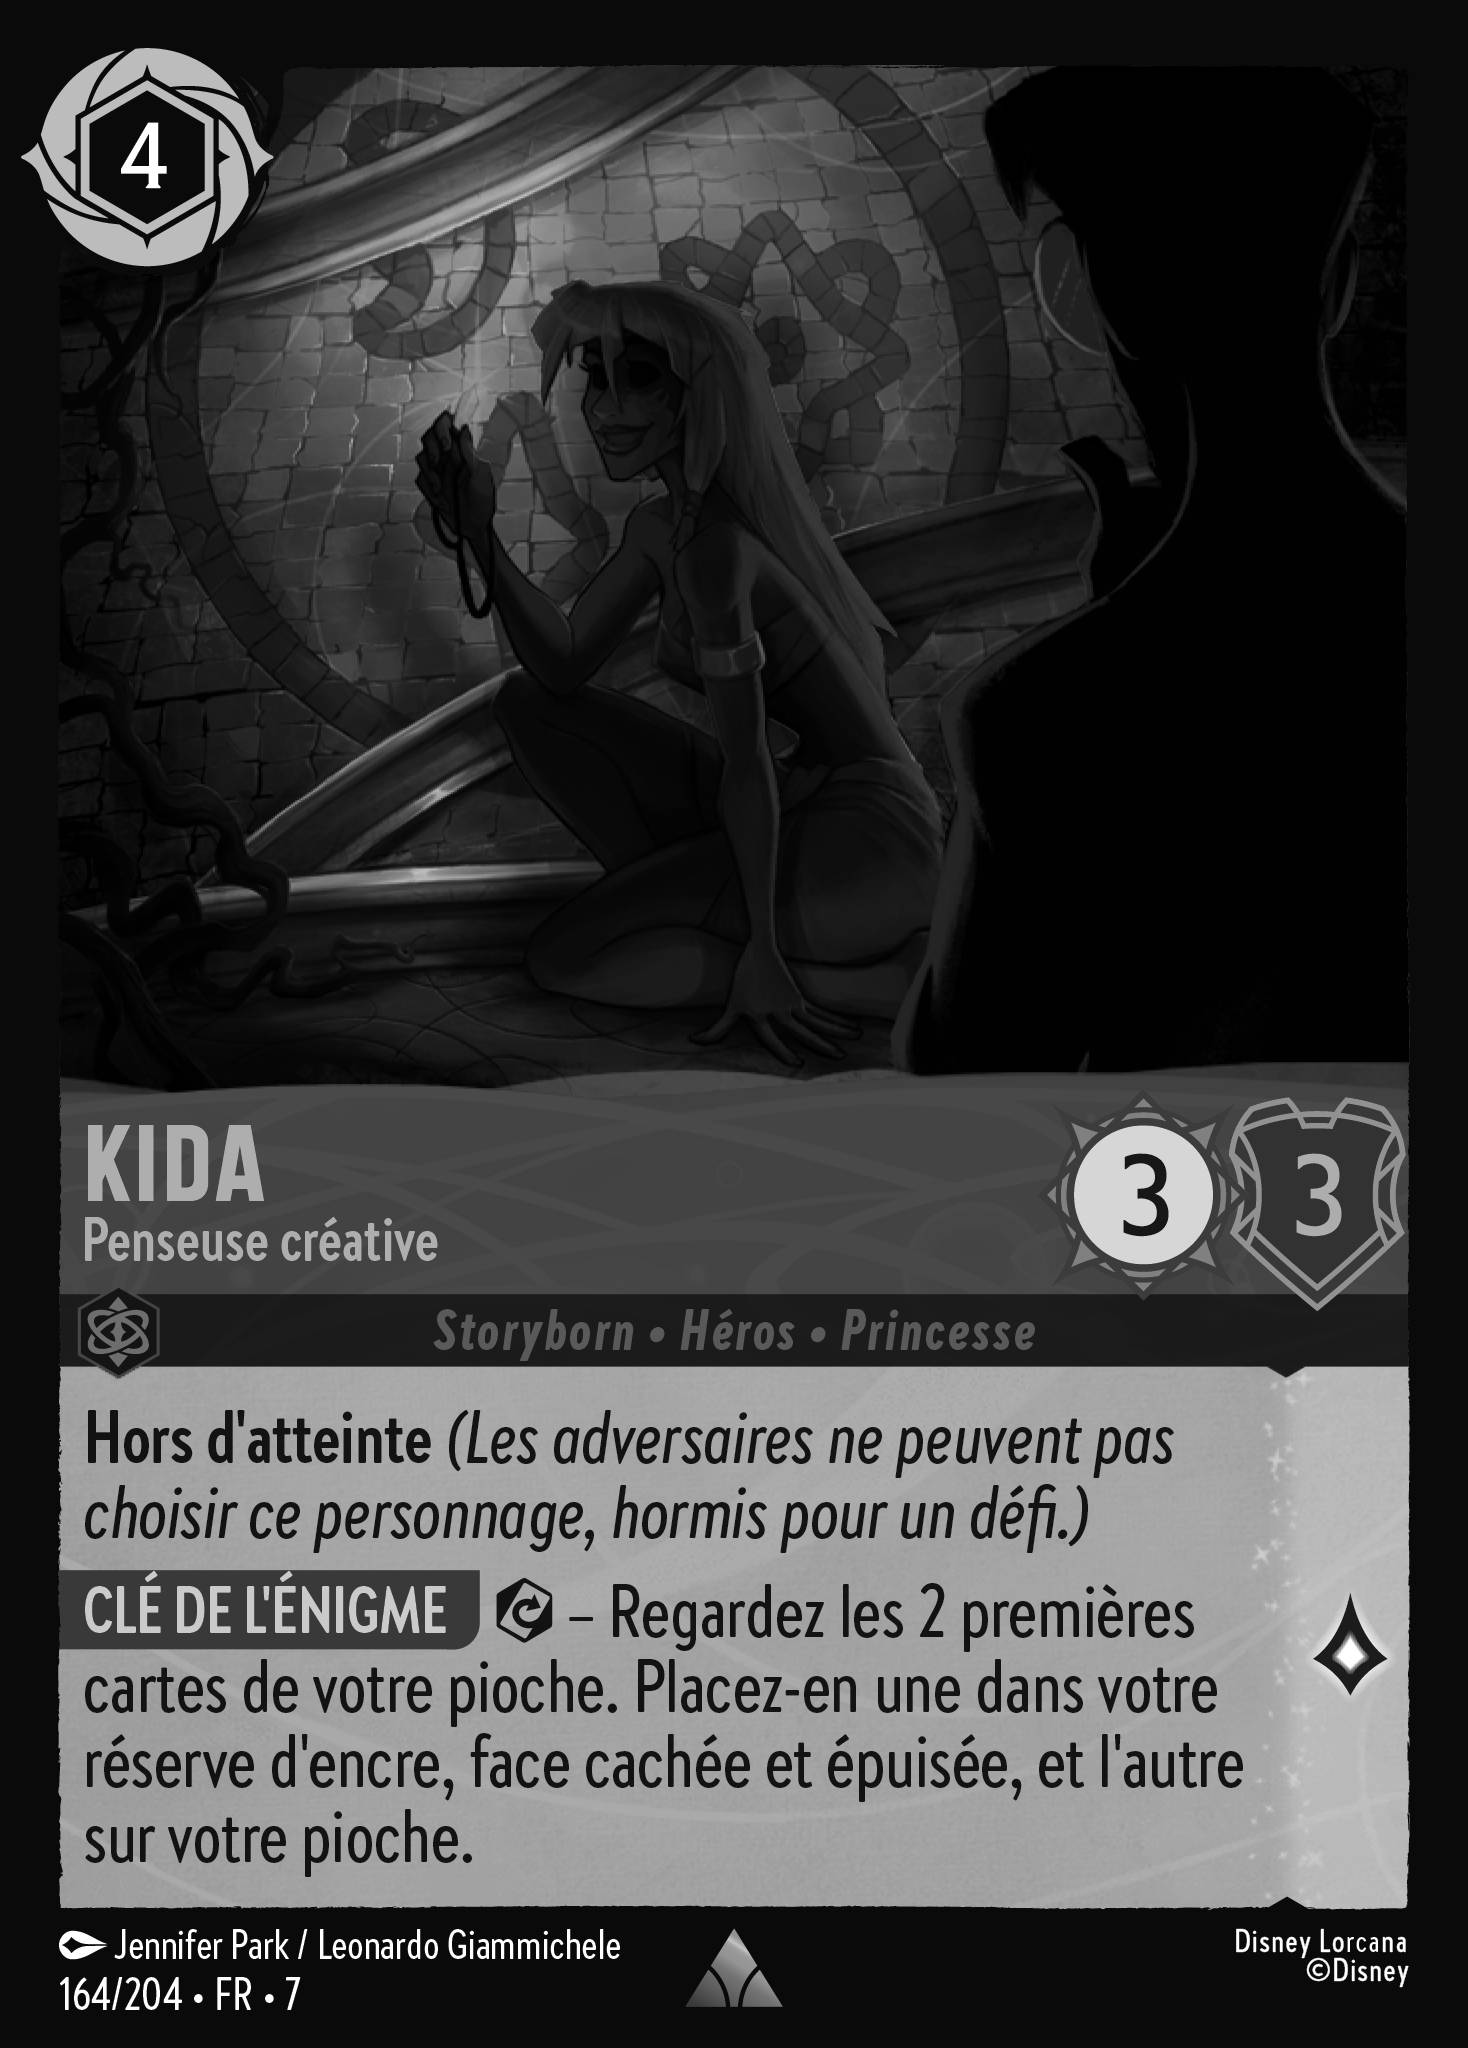 4
KIDA
Penseuse créative
3
3
Storyborn • Héros • Princesse
Hors d'atteinte (Les adversaires ne peuvent pas
choisir ce personnage, hormis pour un défi.)
CLÉ DE L'ÉNIGME – Regardez les 2 premières
cartes de votre pioche. Placez-en une dans votre
réserve d'encre, face cachée et épuisée, et l'autre
sur votre pioche.
Jennifer Park / Leonardo Giammichele
164/204 • FR • 7
Disney Lorcana
©Disney